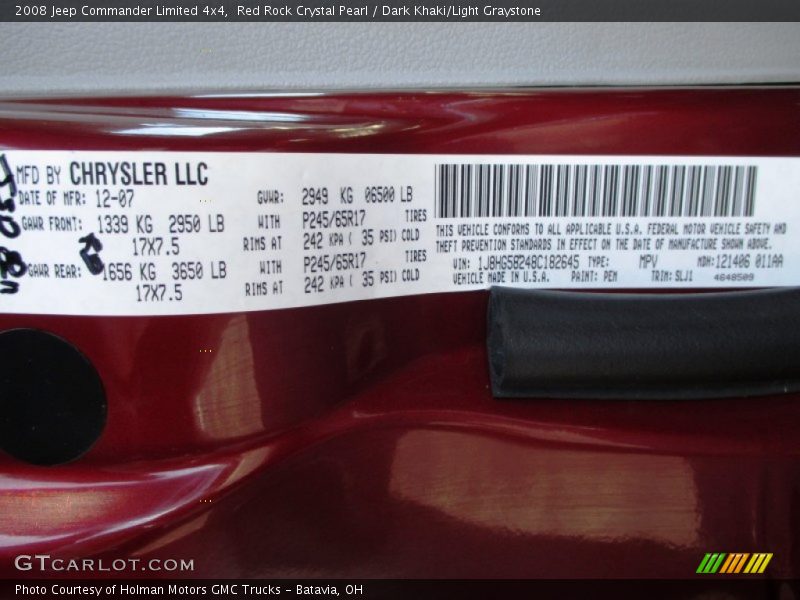 2008 Jeep Commander Limited 4x4,  Red Rock Crystal Pearl / Dark Khaki/Light Graystone
MFD BY CHRYSLER LLC
DATE OF MFR: 12-07
GVWR: 2949 KG 06500 LB
GAWR FRONT: 1339 KG 2950 LB
WITH P245/65R17 TIRES
17X7.5 RIMS AT 242 KPA ( 35 PSI) COLD
GAWR REAR: 1656 KG 3650 LB
WITH P245/65R17 TIRES
17X7.5 RIMS AT 242 KPA ( 35 PSI) COLD
THIS VEHICLE CONFORMS TO ALL APPLICABLE U.S.A. FEDERAL MOTOR VEHICLE SAFETY AND
THEFT PREVENTION STANDARDS IN EFFECT ON THE DATE OF MANUFACTURE SHOWN ABOVE.
VIN: 1J8HG58248C182645 TYPE: MPV MDH: 121406 011AA
VEHICLE MADE IN U.S.A. PAINT: PEM TRIM: SLJ1 4648509
GTCARLOT.COM
Photo Courtesy of Holman Motors GMC Trucks - Batavia, OH